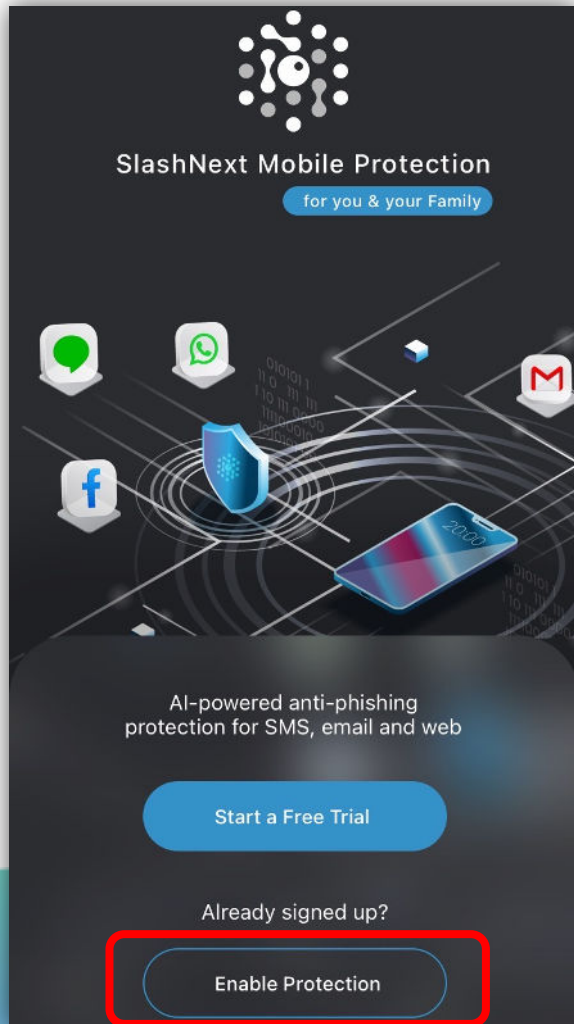 SlashNext Mobile Protection
for you & your Family
20:00
AI-powered anti-phishing
protection for SMS, email and web
Start a Free Trial
Already signed up?
Enable Protection